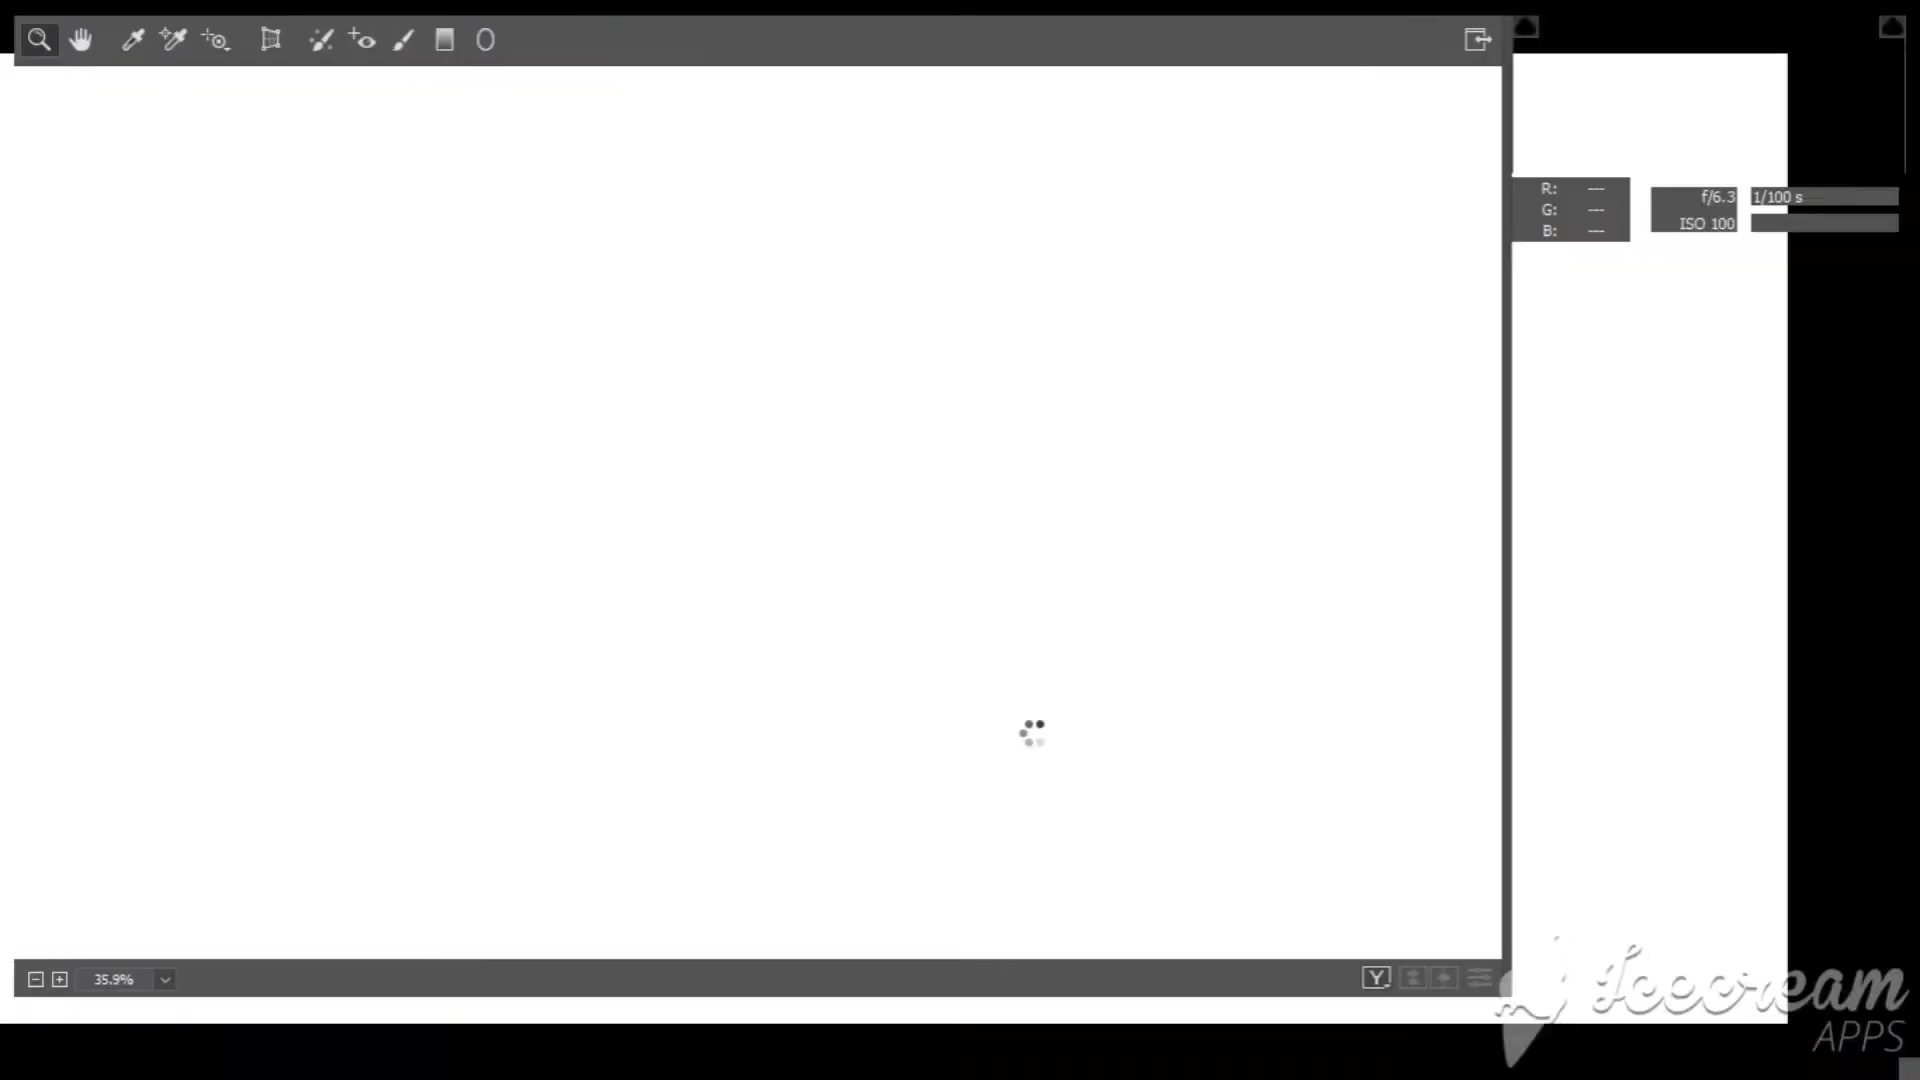 R: ---
G: ---
B: ---
f/6.3
1/100 s
ISO 100
35.9%
Y
Icecream
APPS